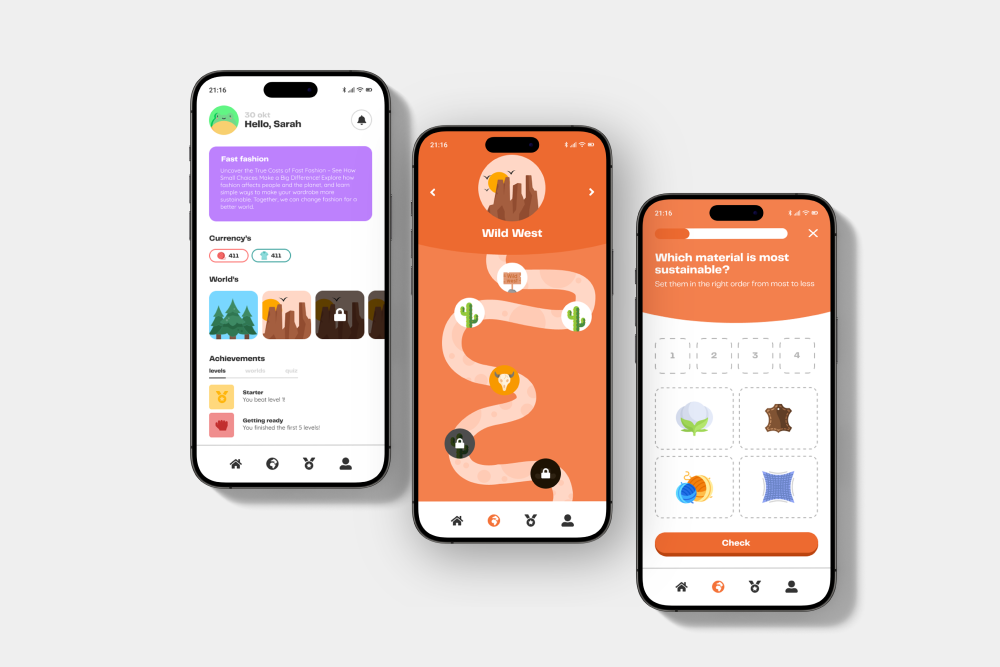 21:16
30 okt
Hello, Sarah
Fast fashion
Uncover the True Costs of Fast Fashion – See How
Small Choices Make a Big Difference! Explore how
fashion affects people and the planet, and learn
simple ways to make your wardrobe more
sustainable. Together, we can change fashion for a
better world.
Currency's
411
411
World's
Achievements
levels
worlds
quiz
Starter
You beat level 1!
Getting ready
You finished the first 5 levels!
21:16
Wild West
21:16
Which material is most
sustainable?
Set them in the right order from most to less
1
2
3
4
Check